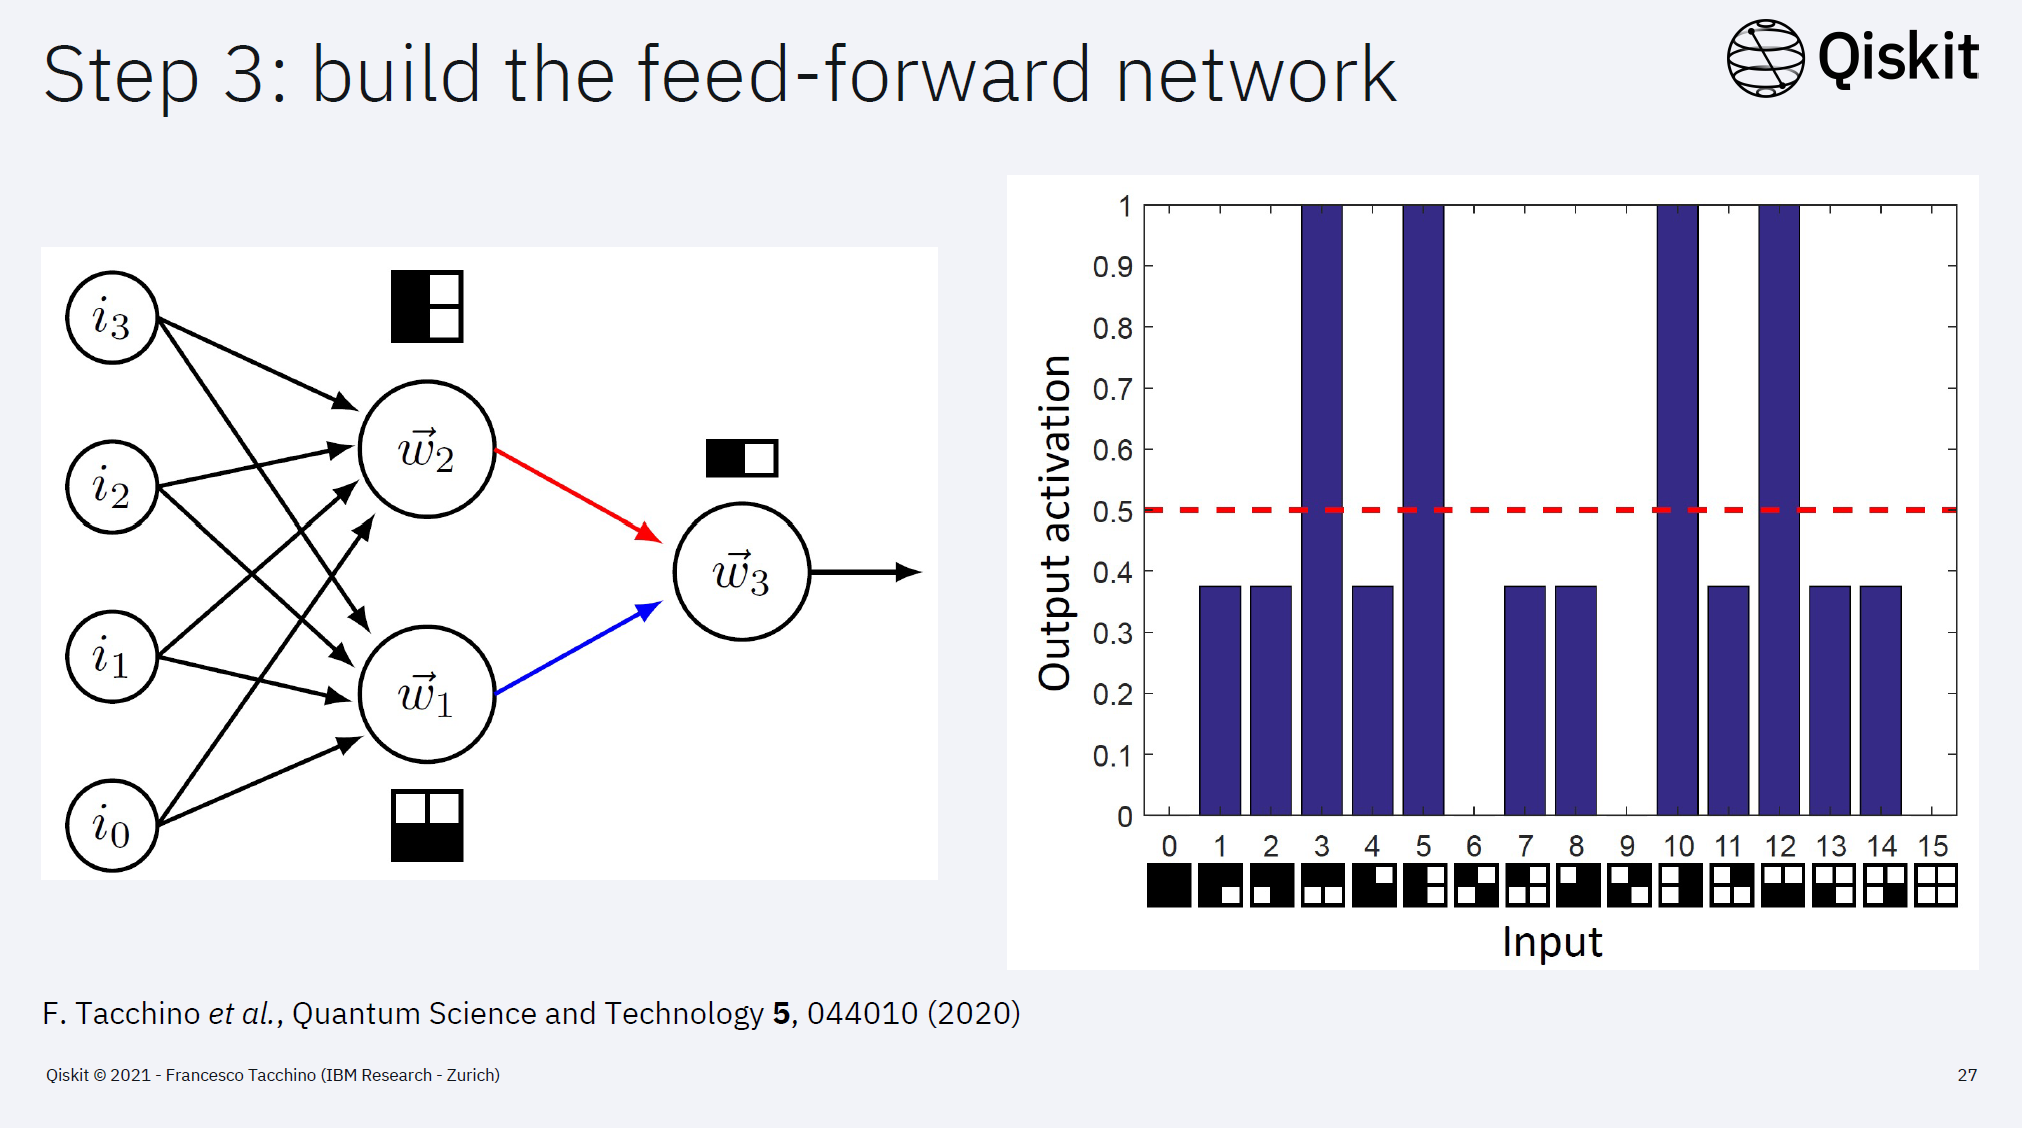 Step 3: build the feed-forward network
Qiskit
i3
i2
i1
i0
w⃗2
w⃗1
w⃗3
1
0.9
0.8
0.7
0.6
0.5
0.4
0.3
0.2
0.1
0
Output activation
0 1 2 3 4 5 6 7 8 9 10 11 12 13 14 15
Input
F. Tacchino et al., Quantum Science and Technology 5, 044010 (2020)
Qiskit © 2021 - Francesco Tacchino (IBM Research - Zurich)
27